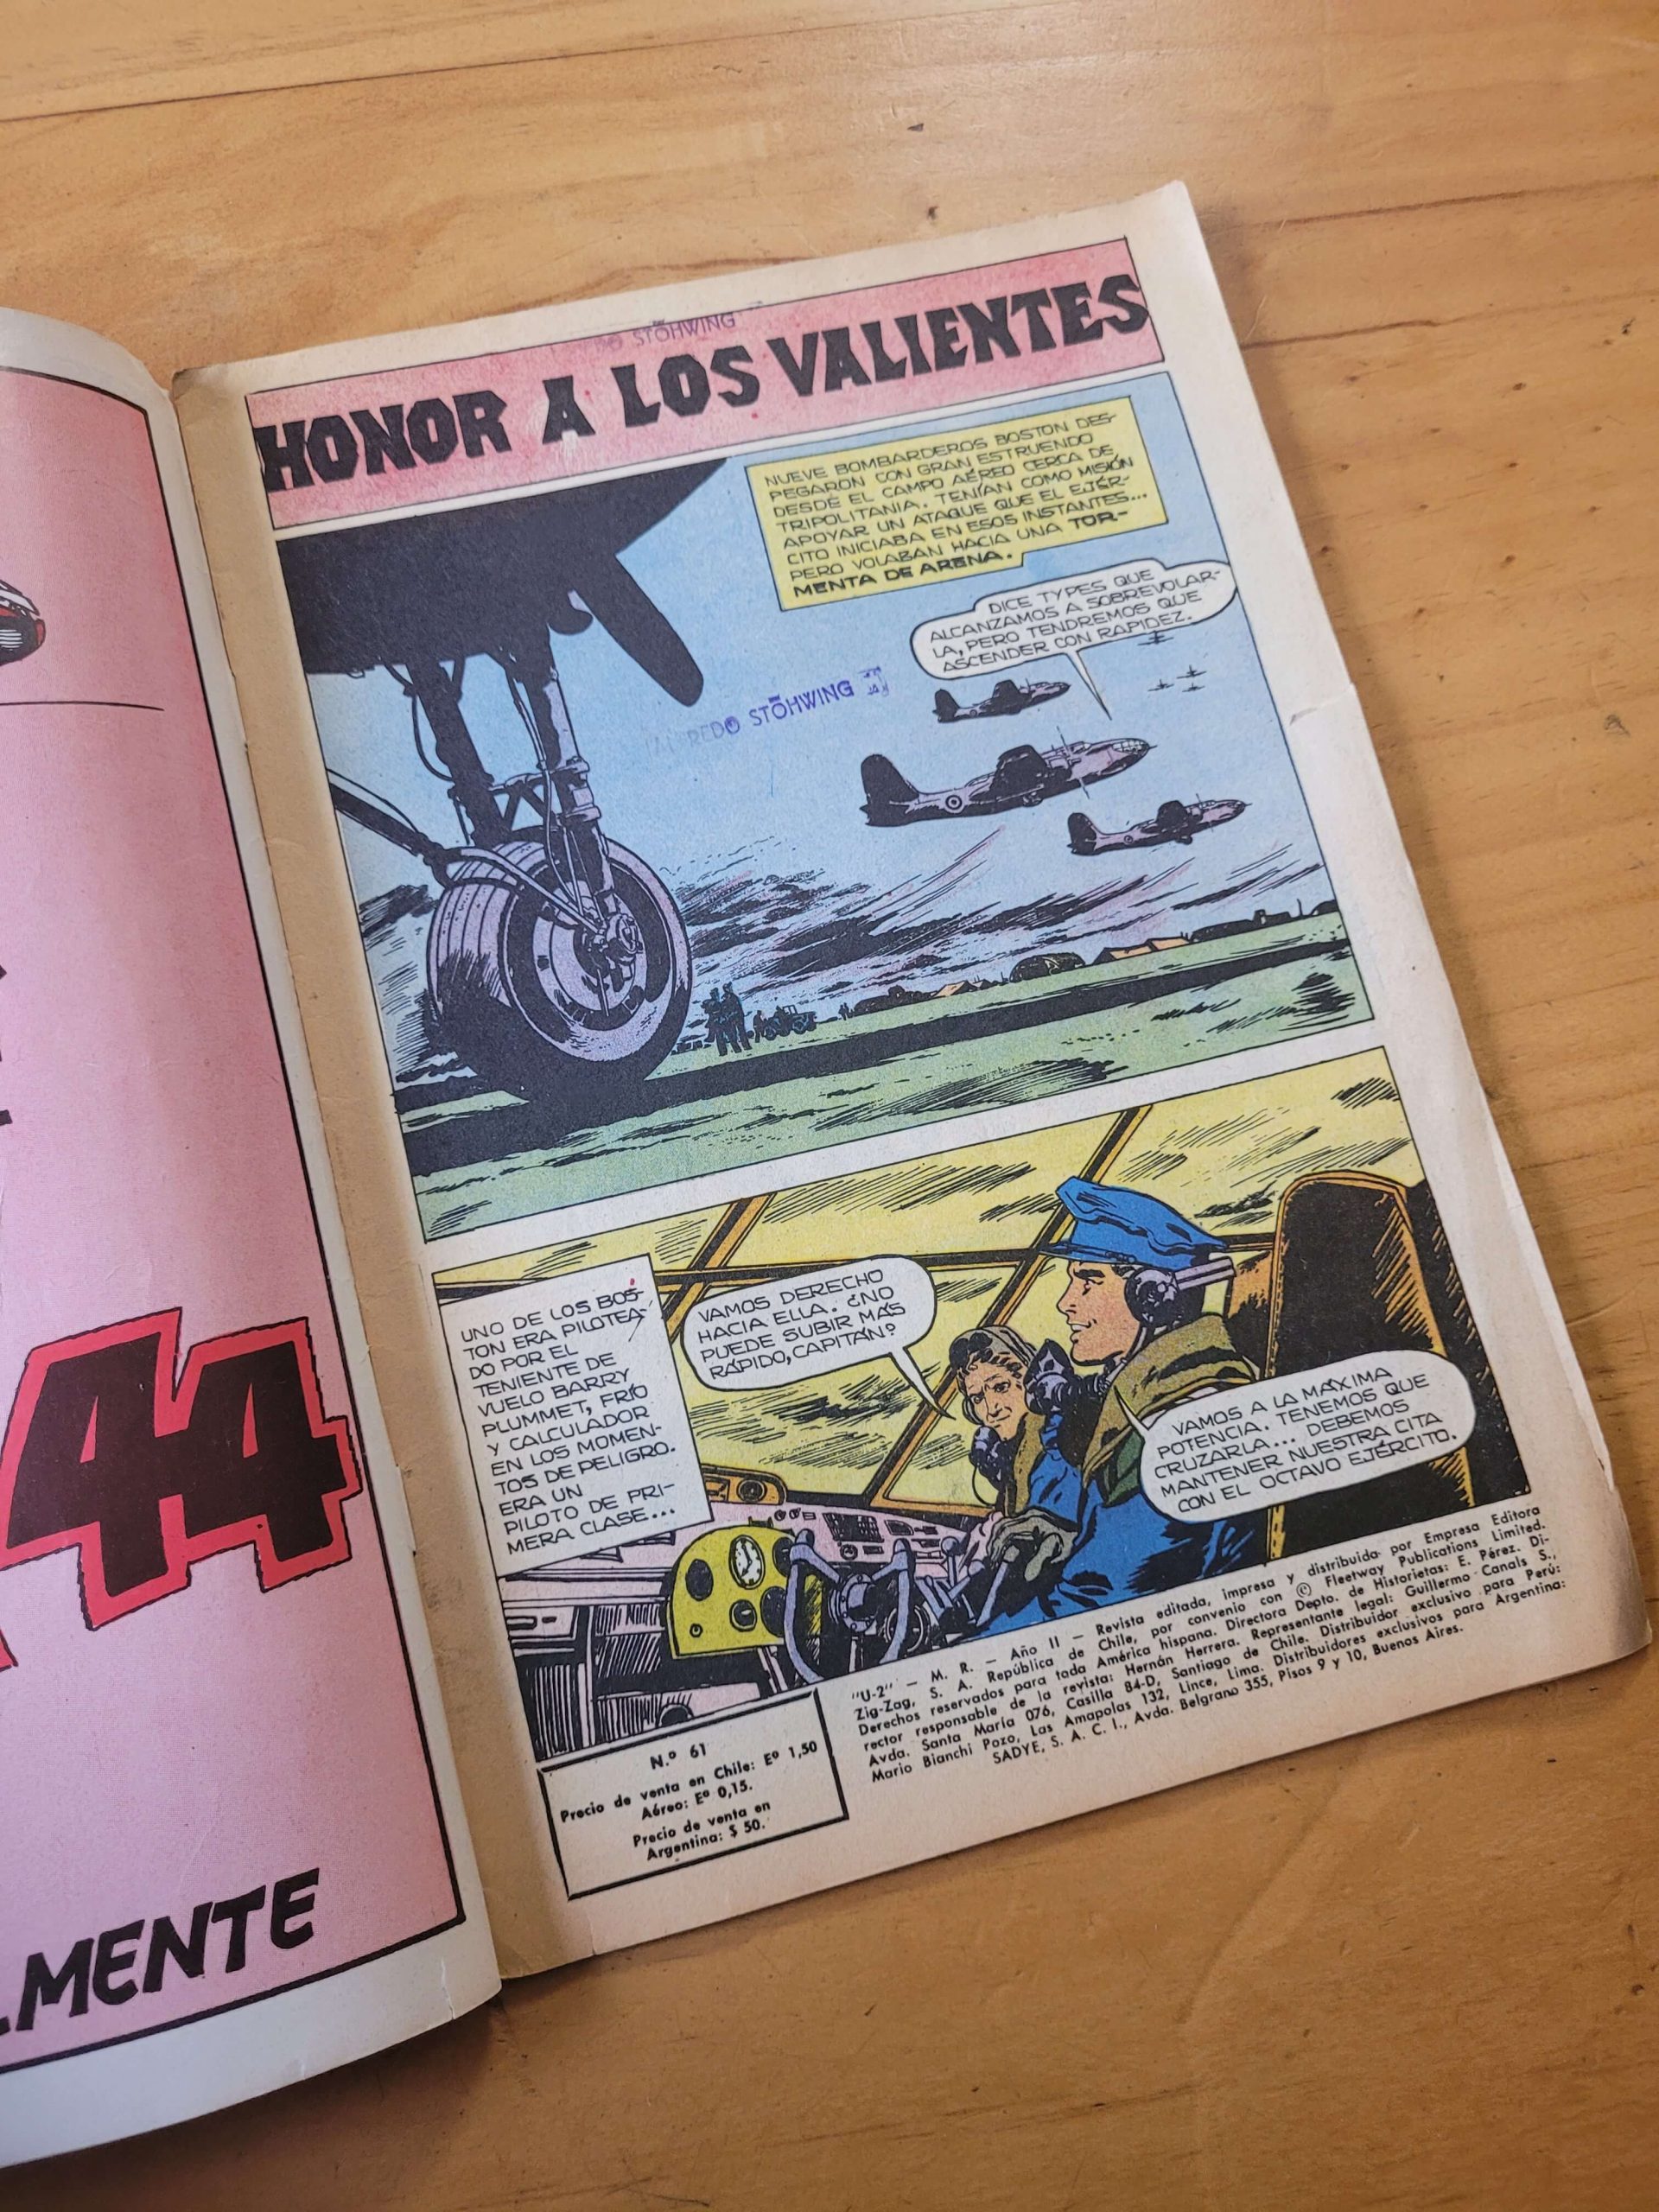 HONOR A LOS VALIENTES
STÖHWING
NUEVE BOMBARDEROS BOSTON DES-
PEGARON CON GRAN ESTRUENDO
DESDE EL CAMPO AÉREO CERCA DE
TRIPOLITANIA. TENÍAN COMO MISIÓN
APOYAR UN ATAQUE QUE EL EJÉR-
CITO INICIABA EN ESOS INSTANTES...
PERO VOLABAN HACIA UNA TOR-
MENTA DE ARENA.
DICE TYPES QUE
ALCANZAMOS A SOBREVOLAR-
LA, PERO TENDREMOS QUE
ASCENDER CON RAPIDEZ.
STÖHWING
UNO DE LOS BOS-
TON ERA PILOTEA-
DO POR EL
TENIENTE DE
VUELO BARRY
PLUMMET, FRÍO
Y CALCULADOR
EN LOS MOMEN-
TOS DE PELIGRO.
ERA UN
PILOTO DE PRI-
MERA CLASE...
VAMOS DERECHO
HACIA ELLA. ¿NO
PUEDE SUBIR MÁS
RÁPIDO, CAPITÁN?
VAMOS A LA MÁXIMA
POTENCIA. TENEMOS QUE
CRUZARLA... DEBEMOS
MANTENER NUESTRA CITA
CON EL OCTAVO EJÉRCITO.
"U-2" — M. R. — Año II — Revista editada, impresa y distribuida por Empresa Editora
Zig-Zag, S. A. República de Chile, por convenio con © Fleetway Publications Limited.
Derechos reservados para toda América hispana. Directora Depto. de Historietas: E. Pérez. Di-
rector responsable de la revista: Hernán Herrera. Representante legal: Guillermo Canals S.,
Avda. Santa María 076, Casilla 84-D, Santiago de Chile. Distribuidor exclusivo para Perú:
Mario Bianchi Pozo, Las Amapolas 132, Lince, Lima. Distribuidores exclusivos para Argentina:
SADYE, S. A. C. I., Avda. Belgrano 355, Pisos 9 y 10, Buenos Aires.
N.º 61
Precio de venta en Chile: Eº 1,50
Aéreo: Eº 0,15.
Precio de venta en
Argentina: $ 50.
44
MENTE